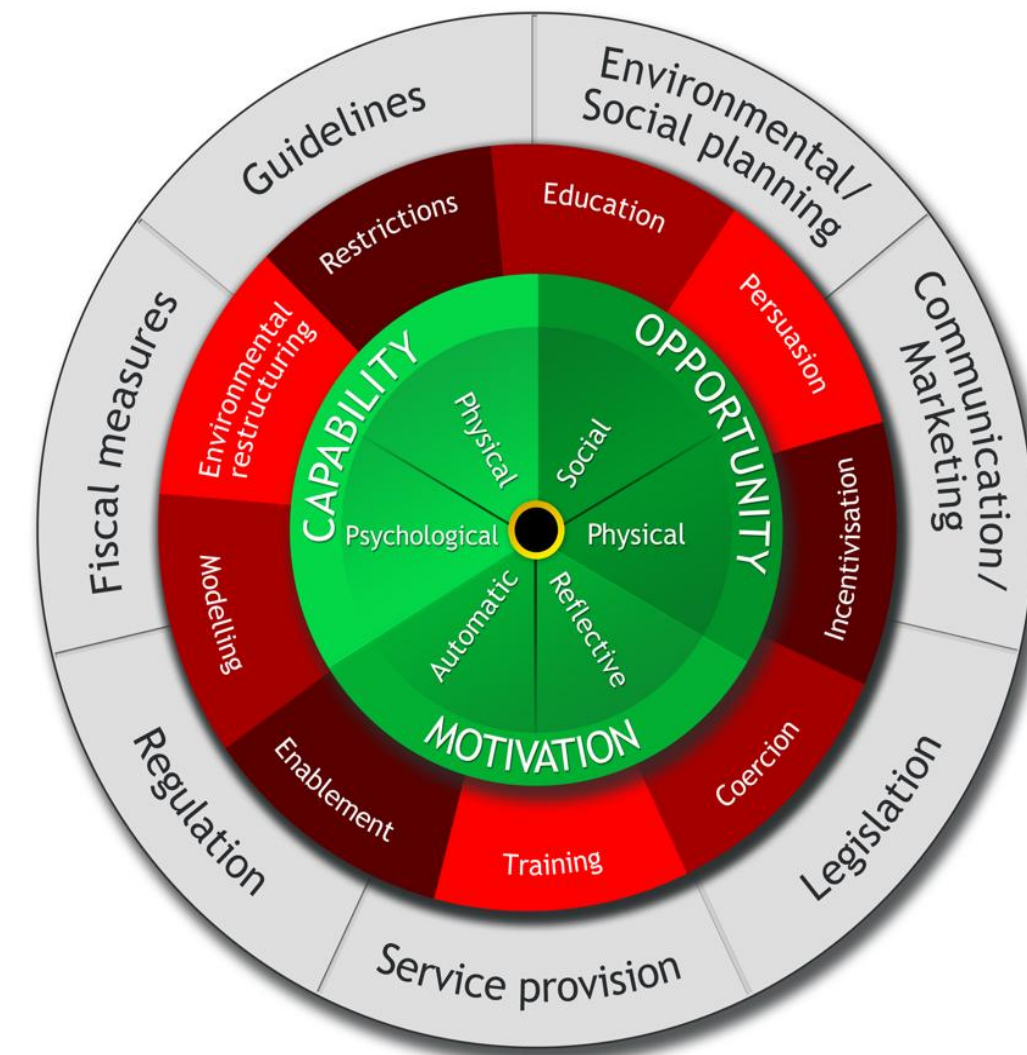 Guidelines
Environmental/
Social planning
Communication/
Marketing
Legislation
Service provision
Regulation
Fiscal measures
Restrictions
Education
Persuasion
Incentivisation
Coercion
Training
Enablement
Modelling
Environmental
restructuring
CAPABILITY
OPPORTUNITY
MOTIVATION
Physical
Social
Physical
Reflective
Automatic
Psychological